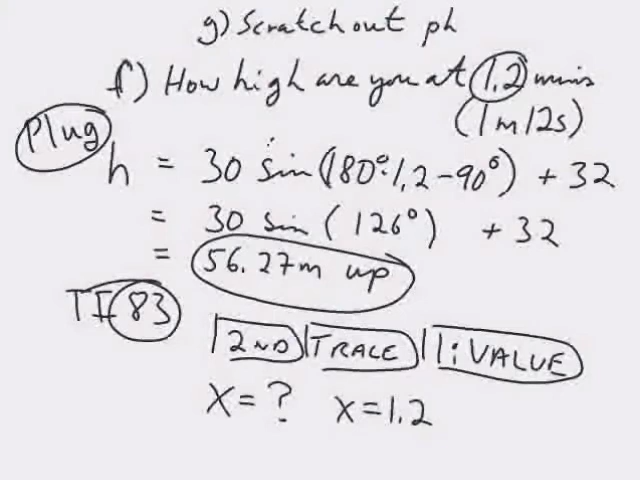 g) Scratch out ph
f) How high are you at 1.2 mins
(1m 12s)
Plug
h = 30 sin(180°·1.2-90°) + 32
= 30 sin(126°) + 32
= 56.27m up
TI 83
2ND TRACE 1:VALUE
X=? X=1.2